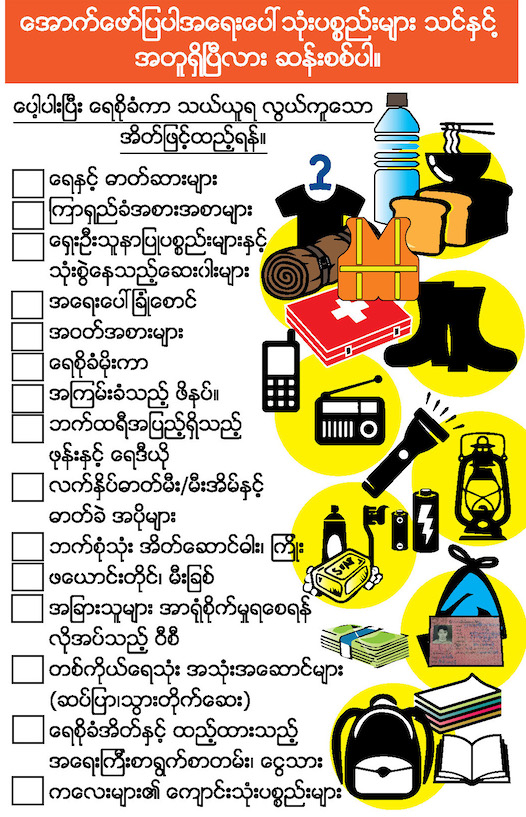 အောက်ဖော်ပြပါအရေးပေါ်သုံးပစ္စည်းများ သင်နှင့်
အတူရှိပြီလား ဆန်းစစ်ပါ။
ပေါ့ပါးပြီး ရေစိုခံကာ သယ်ယူရ လွယ်ကူသော
အိတ်ဖြင့်ထည့်ရန်။
ရေနှင့် ဓာတ်ဆားများ
ကြာရှည်ခံအစားအစာများ
ရှေးဦးသူနာပြုပစ္စည်းများနှင့်
သုံးစွဲနေသည့်ဆေးဝါးများ
အရေးပေါ်ခြုံစောင်
အဝတ်အစားများ
ရေစိုခံမိုးကာ
အကြမ်းခံသည့် ဖိနပ်။
ဘက်ထရီအပြည့်ရှိသည့်
ဖုန်းနှင့် ရေဒီယို
လက်နှိပ်ဓာတ်မီး/မီးအိမ်နှင့်
ဓာတ်ခဲ အပိုများ
ဘက်စုံသုံး အိတ်ဆောင်ဓါး၊ ကြိုး
ဖယောင်းတိုင်၊ မီးခြစ်
အခြားသူများ အာရုံစိုက်မှုရစေရန်
လိုအပ်သည့် ဝီစီ
တစ်ကိုယ်ရေသုံး အသုံးအဆောင်များ
(ဆပ်ပြာ၊သွားတိုက်ဆေး)
ရေစိုခံအိတ်နှင့် ထည့်ထားသည့်
အရေးကြီးစာရွက်စာတမ်း၊ ငွေသား
ကလေးများ၏ ကျောင်းသုံးပစ္စည်းများ
2
SOAP